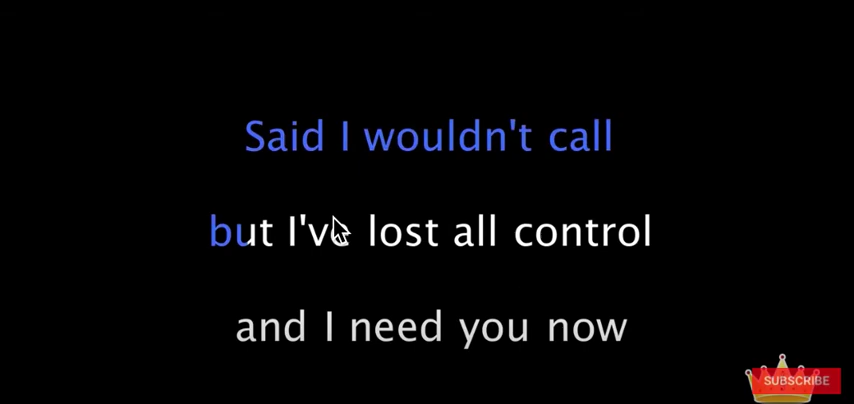 Said I wouldn't call
but I've lost all control
and I need you now
SUBSCRIBE